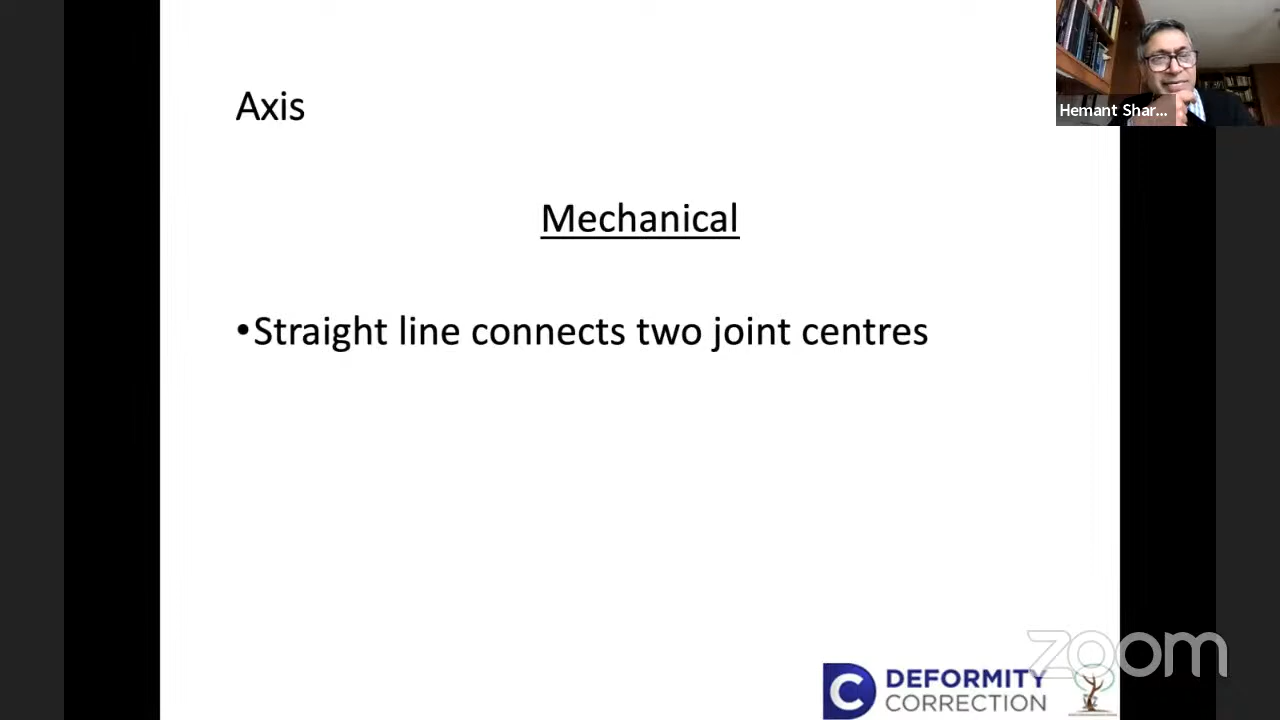 Axis
Hemant Shar...
Mechanical
•Straight line connects two joint centres
zoom
DEFORMITY
CORRECTION